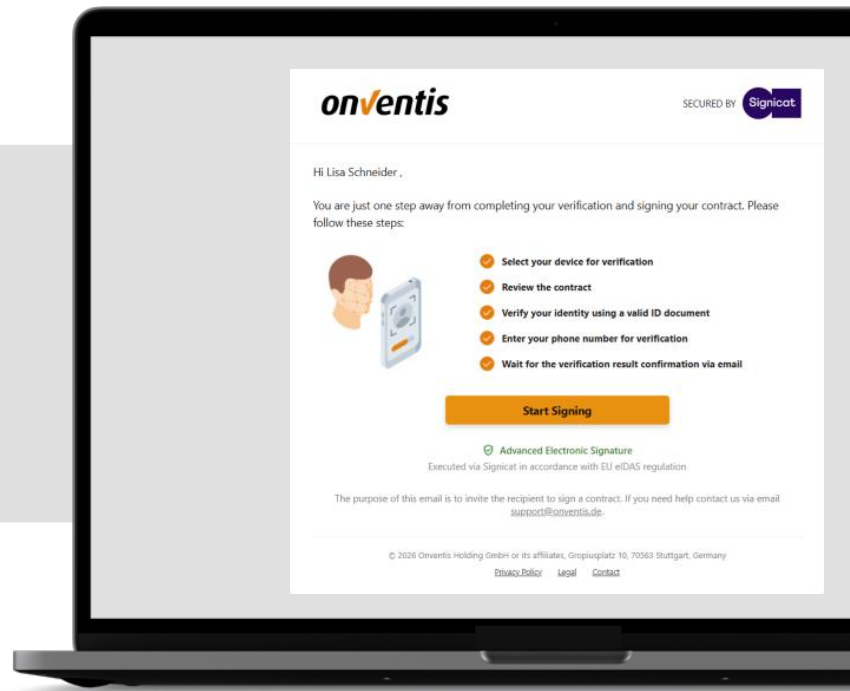 onventis
SECURED BY Signicat
Hi Lisa Schneider ,
You are just one step away from completing your verification and signing your contract. Please
follow these steps:
Select your device for verification
Review the contract
Verify your identity using a valid ID document
Enter your phone number for verification
Wait for the verification result confirmation via email
Start Signing
Advanced Electronic Signature
Executed via Signicat in accordance with EU eIDAS regulation
The purpose of this email is to invite the recipient to sign a contract. If you need help contact us via email
support@onventis.de.
© 2026 Onventis Holding GmbH or its affiliates, Gropiusplatz 10, 70563 Stuttgart, Germany
Privacy Policy Legal Contact